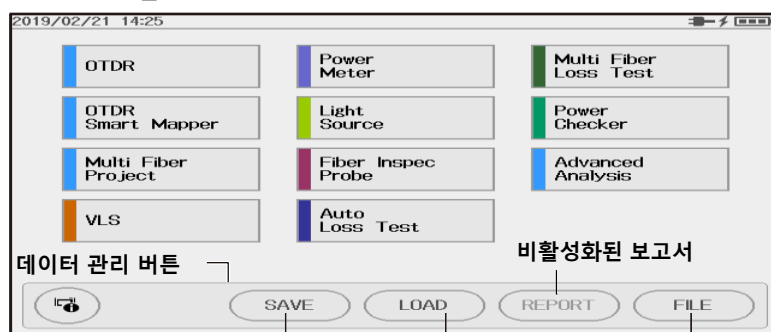 2019/02/21 14:25
OTDR
Power
Meter
Multi Fiber
Loss Test
OTDR
Smart Mapper
Light
Source
Power
Checker
Multi Fiber
Project
Fiber Inspec
Probe
Advanced
Analysis
VLS
Auto
Loss Test
데이터 관리 버튼
비활성화된 보고서
SAVE
LOAD
REPORT
FILE